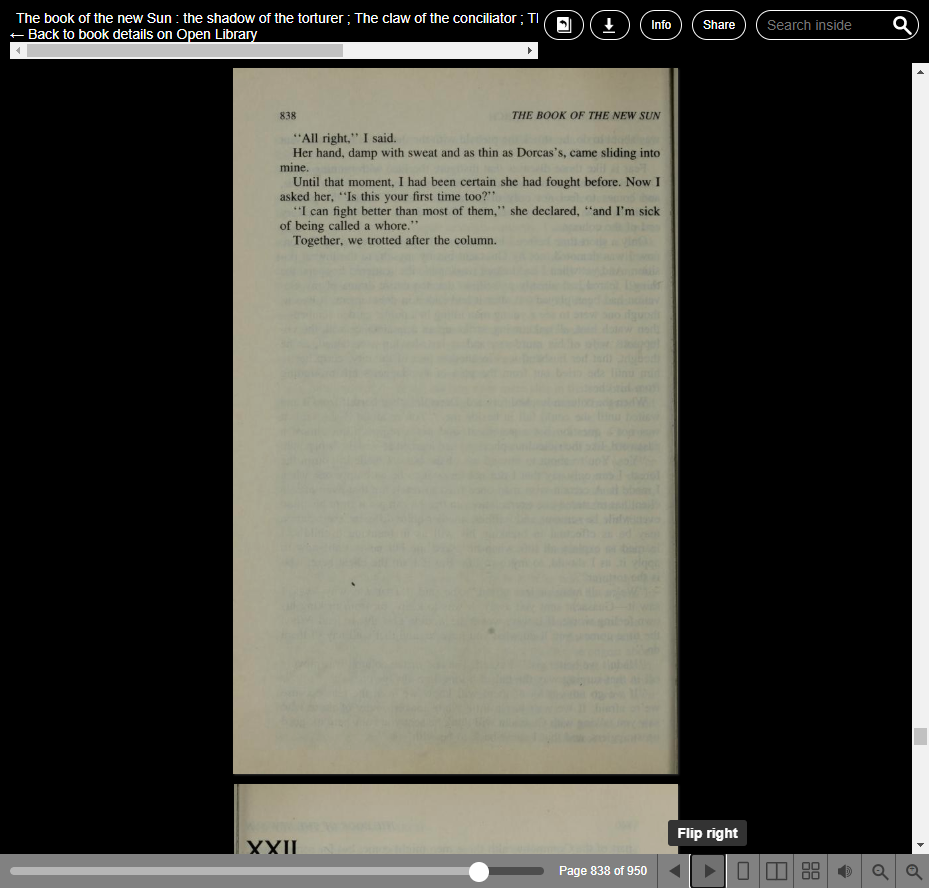 The book of the new Sun : the shadow of the torturer ; The claw of the conciliator ; Tl
← Back to book details on Open Library
Info
Share
Search inside
838
THE BOOK OF THE NEW SUN
‘‘All right,’’ I said.
Her hand, damp with sweat and as thin as Dorcas’s, came sliding into
mine.
Until that moment, I had been certain she had fought before. Now I
asked her, ‘‘Is this your first time too?’’
‘‘I can fight better than most of them,’’ she declared, ‘‘and I’m sick
of being called a whore.’’
Together, we trotted after the column.
XXII
Flip right
Page 838 of 950